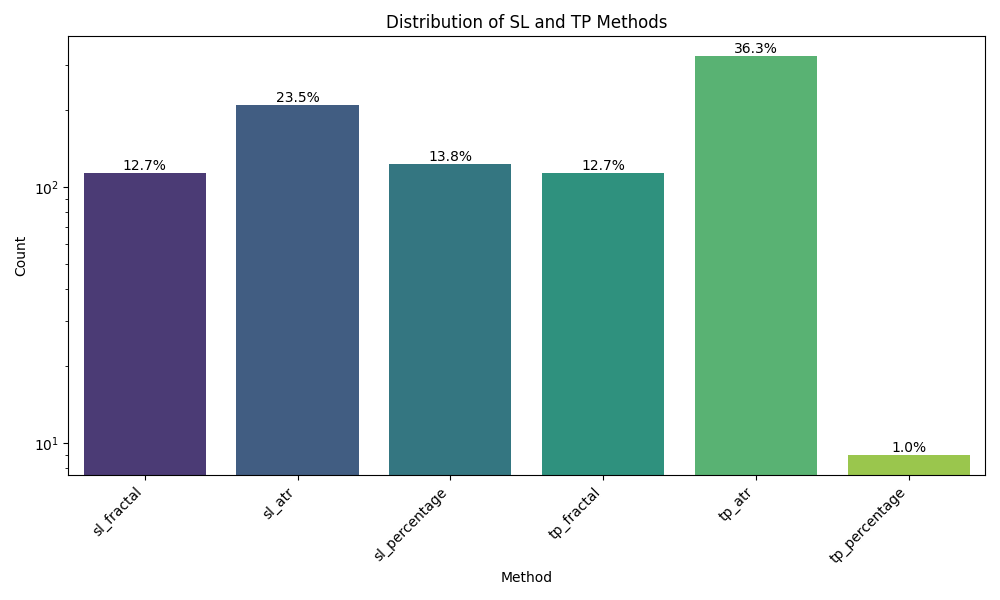 Distribution of SL and TP Methods
36.3%
23.5%
13.8%
12.7%
12.7%
1.0%
10²
10¹
Count
sl_fractal
sl_atr
sl_percentage
tp_fractal
tp_atr
tp_percentage
Method